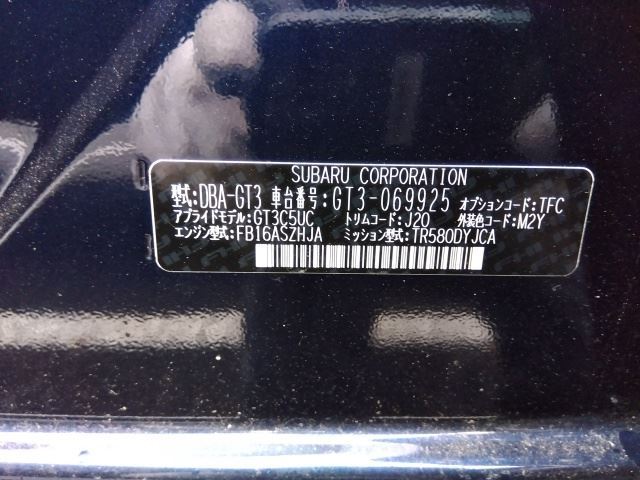 SUBARU CORPORATION
型式:DBA-GT3 車台番号:GT3-069925 オプションコード:TFC
アプライドモデル:GT3C5UC トリムコード:J20 外装色コード:M2Y
エンジン型式:FB16ASZHJA ミッション型式:TR580DYJCA